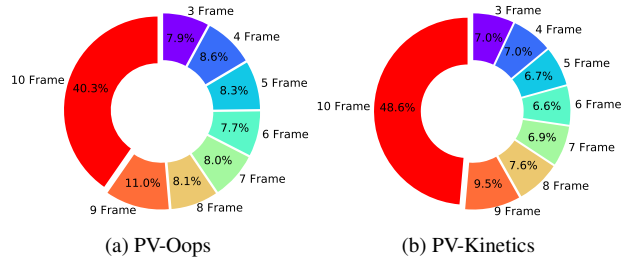 3 Frame
7.9%
4 Frame
8.6%
5 Frame
8.3%
6 Frame
7.7%
7 Frame
8.0%
8 Frame
8.1%
9 Frame
11.0%
10 Frame
40.3%
(a) PV-Oops
3 Frame
7.0%
4 Frame
7.0%
5 Frame
6.7%
6 Frame
6.6%
7 Frame
6.9%
8 Frame
7.6%
9 Frame
9.5%
10 Frame
48.6%
(b) PV-Kinetics